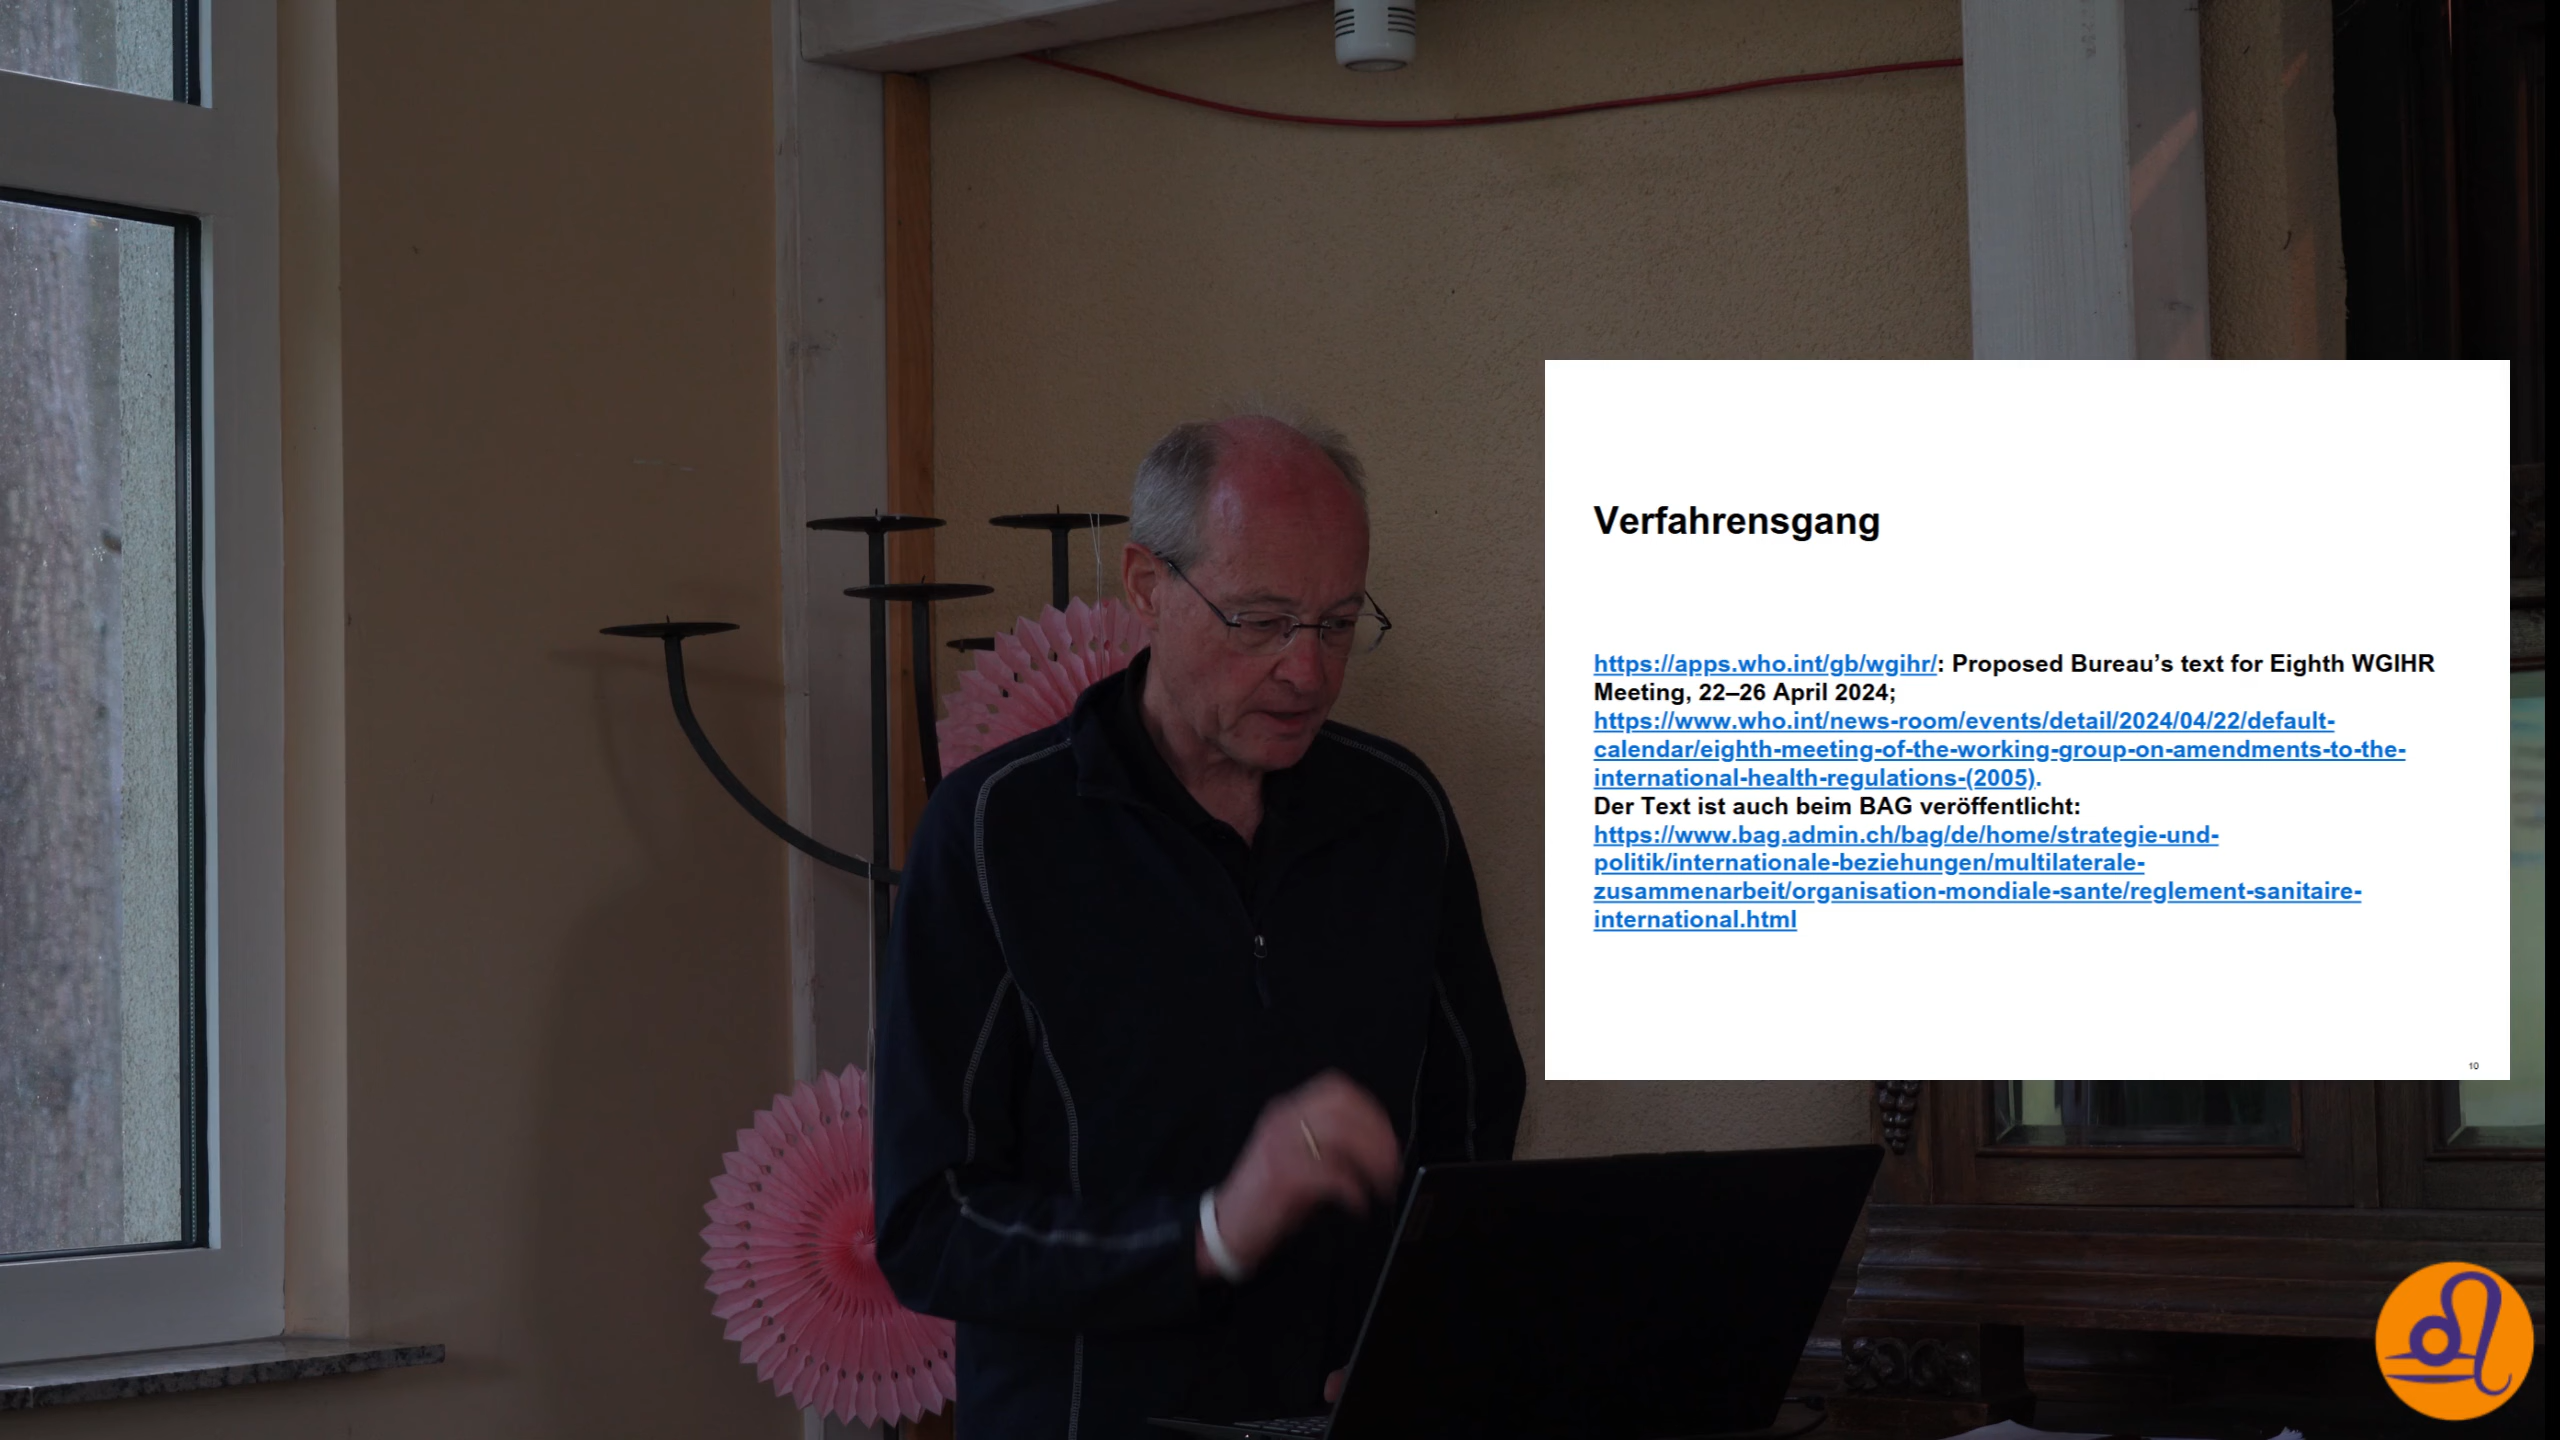 Verfahrensgang
https://apps.who.int/gb/wgihr/: Proposed Bureau’s text for Eighth WGIHR
Meeting, 22–26 April 2024;
https://www.who.int/news-room/events/detail/2024/04/22/default-
calendar/eighth-meeting-of-the-working-group-on-amendments-to-the-
international-health-regulations-(2005).
Der Text ist auch beim BAG veröffentlicht:
https://www.bag.admin.ch/bag/de/home/strategie-und-
politik/internationale-beziehungen/multilaterale-
zusammenarbeit/organisation-mondiale-sante/reglement-sanitaire-
international.html
10